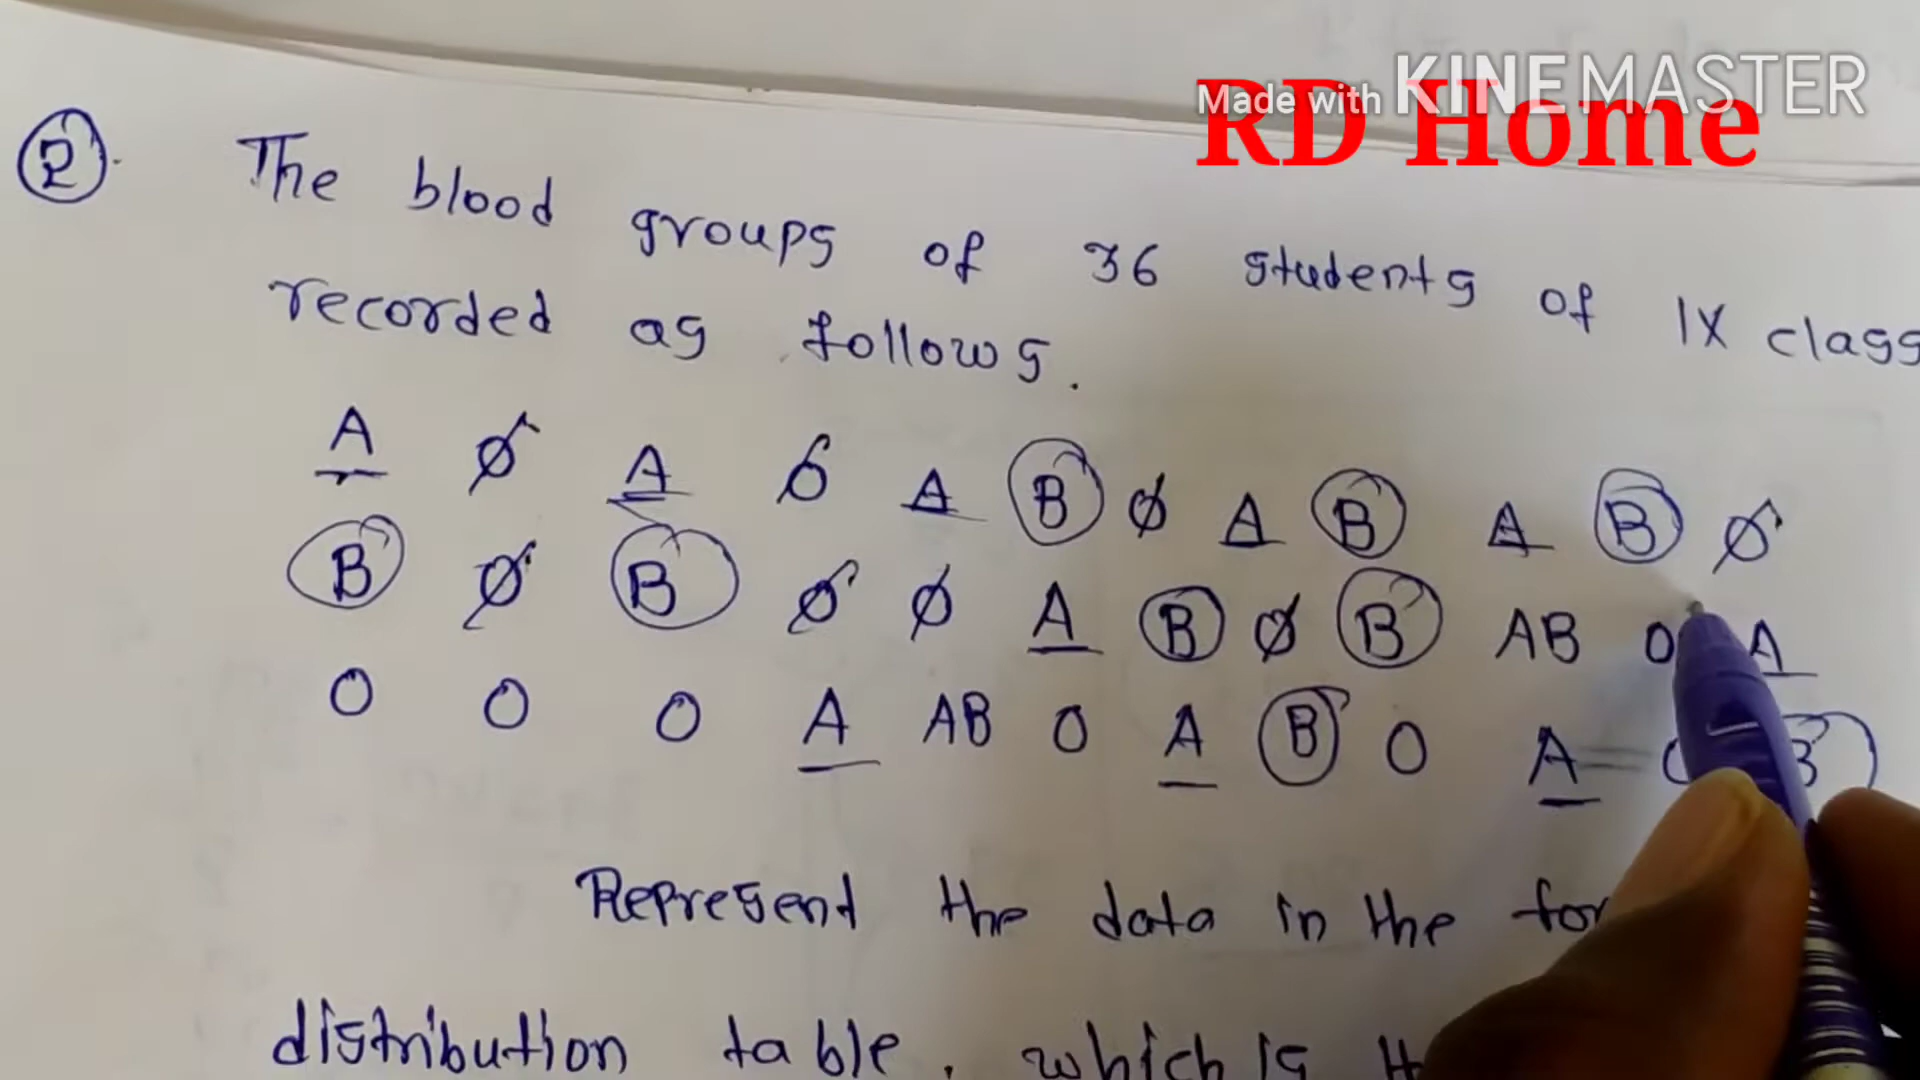 Made with KINEMASTER
RD Home
2. The blood groups of 36 students of IX class
recorded as follows.
A O A O A B O A B A B O
B O B O O A B O B AB O A
O O O A AB O A B O A B
Represent the data in the
distribution table. which is